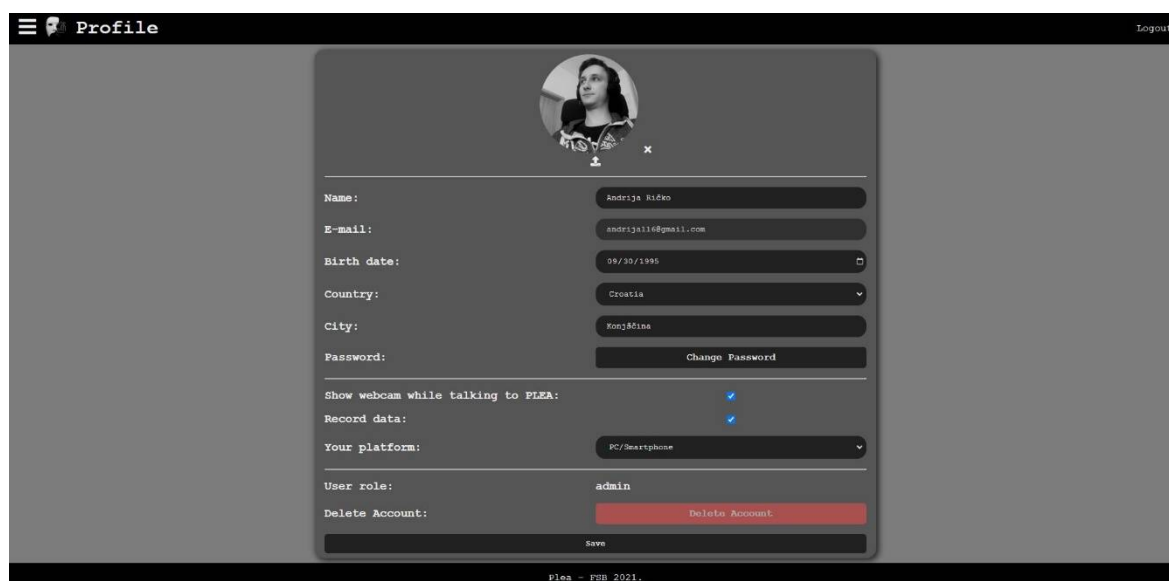 Profile
Logout
Name: Andrija Ričko
E-mail: andrija116@gmail.com
Birth date: 09/30/1995
Country: Croatia
City: Konjščina
Password: Change Password
Show webcam while talking to PLEA:
Record data:
Your platform: PC/Smartphone
User role: admin
Delete Account: Delete Account
Save
Plea - FSB 2021.